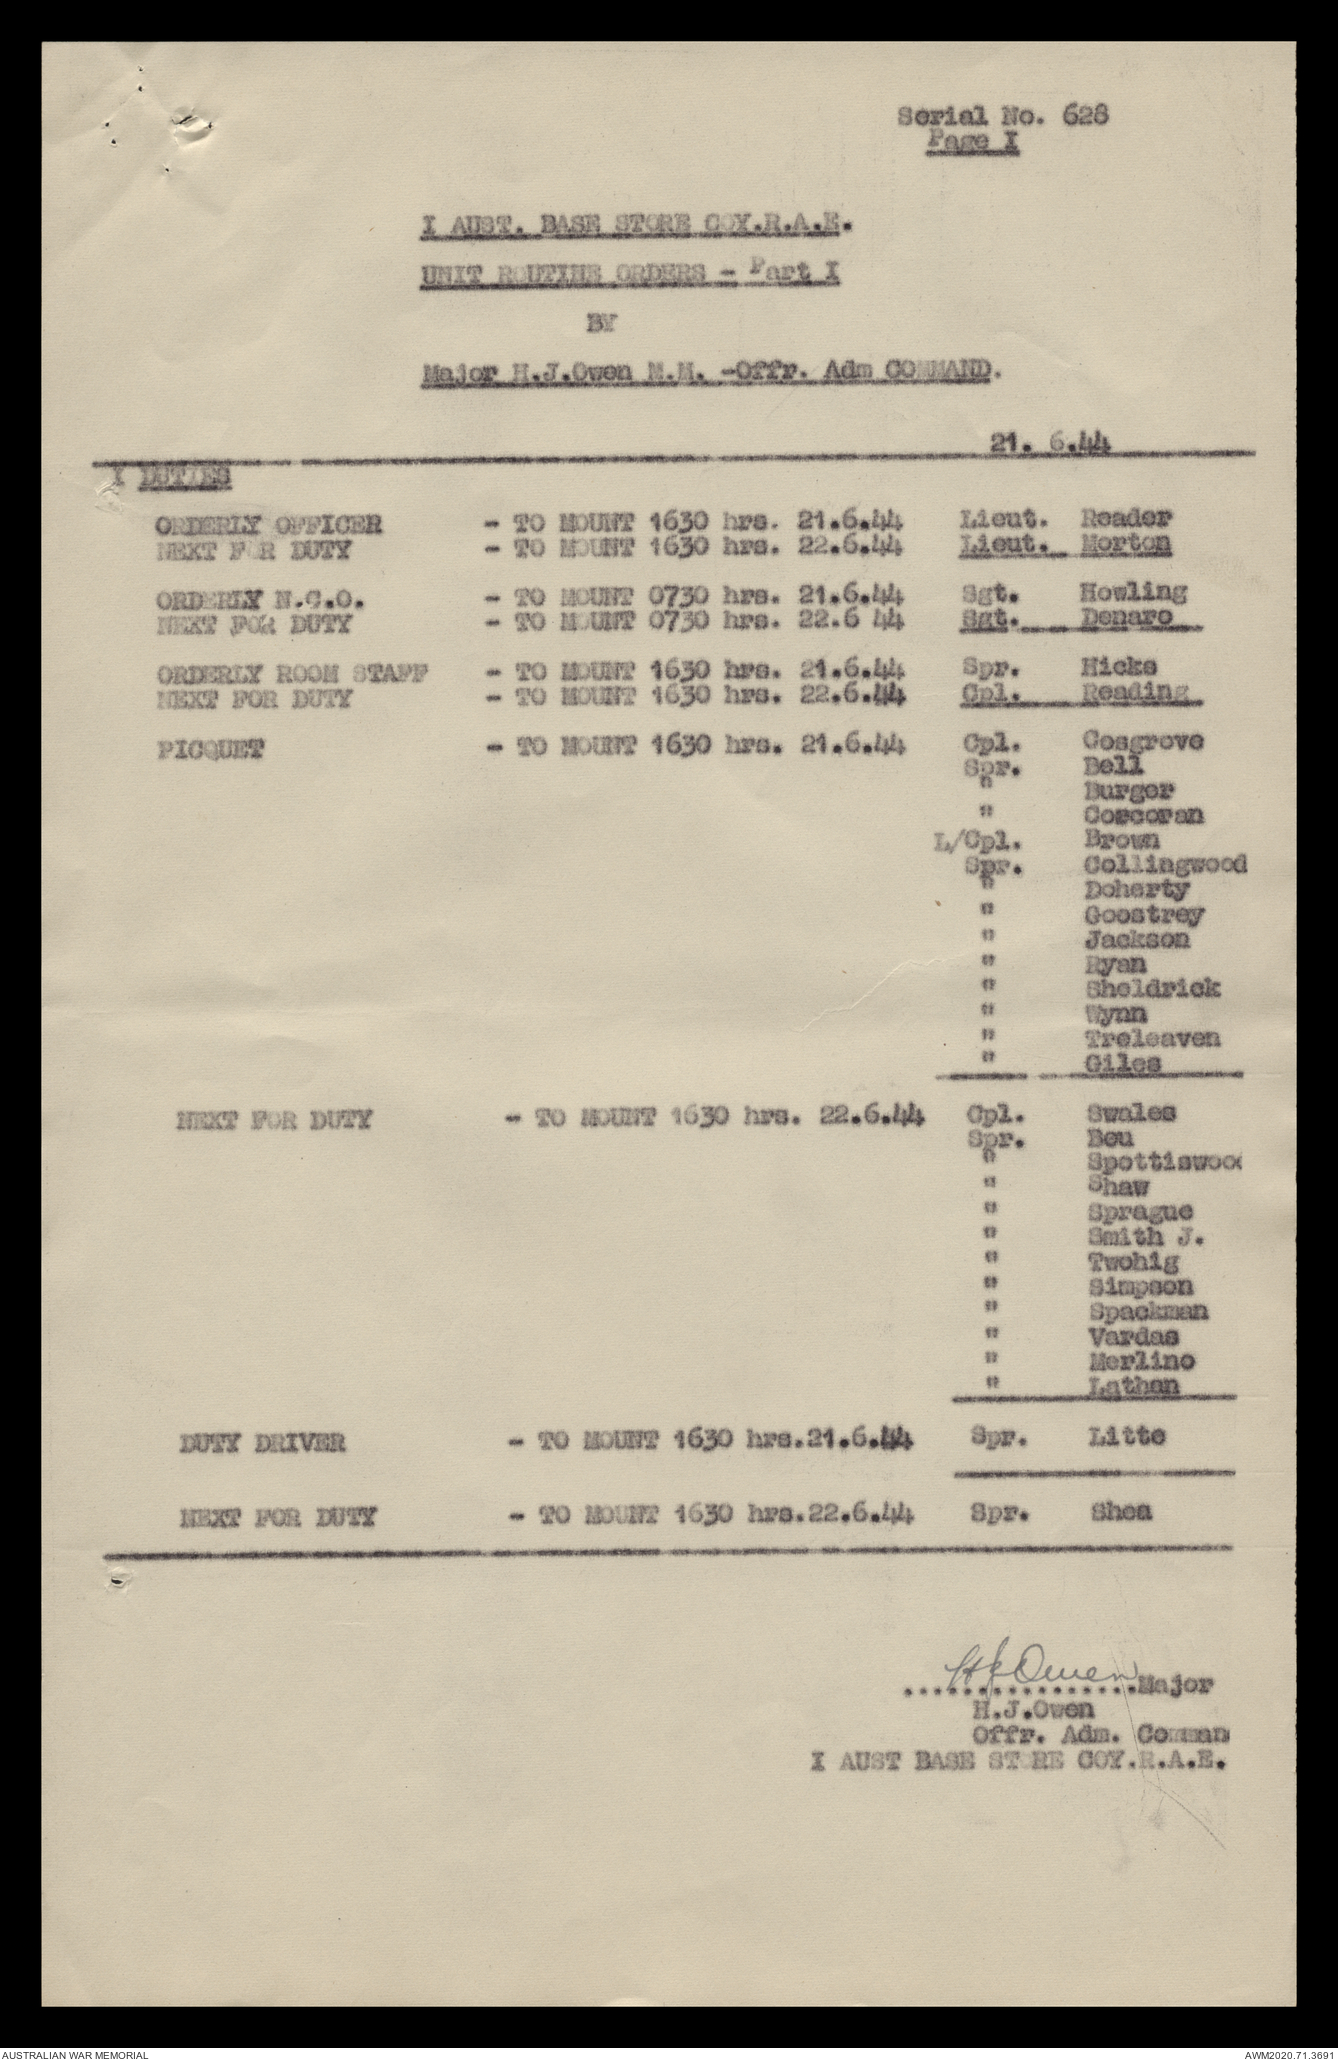 Serial No. 628
Page I
I AUST. BASE STORE COY.R.A.E.
UNIT ROUTINE ORDERS - Part I
BY
Major H.J.Owen M.M. -Offr. Adm COMMAND.
21. 6.44
I DUTIES
ORDERLY OFFICER - TO MOUNT 1630 hrs. 21.6.44 Lieut. Reader
NEXT FOR DUTY - TO MOUNT 1630 hrs. 22.6.44 Lieut. Morton
ORDERLY N.C.O. - TO MOUNT 0730 hrs. 21.6.44 Sgt. Howling
NEXT FOR DUTY - TO MOUNT 0730 hrs. 22.6 44 Sgt. Denaro
ORDERLY ROOM STAFF - TO MOUNT 1630 hrs. 21.6.44 Spr. Hicks
NEXT FOR DUTY - TO MOUNT 1630 hrs. 22.6.44 Cpl. Reading
PICQUET - TO MOUNT 1630 hrs. 21.6.44 Cpl. Cosgrove
Spr. Bell
" Burger
" Corcoran
L/Cpl. Brown
Spr. Collingwood
" Doherty
" Goostrey
" Jackson
" Ryan
" Sheldrick
" Wynn
" Treleaven
" Giles
NEXT FOR DUTY - TO MOUNT 1630 hrs. 22.6.44 Cpl. Swales
Spr. Beu
" Spottiswood
" Shaw
" Sprague
" Smith J.
" Twohig
" Simpson
" Spackman
" Vardas
" Merlino
" Lathan
DUTY DRIVER - TO MOUNT 1630 hrs.21.6.44 Spr. Litte
NEXT FOR DUTY - TO MOUNT 1630 hrs.22.6.44 Spr. Shea
HJOwen
................Major
H.J.Owen
Offr. Adm. Comman
I AUST BASE STORE COY.R.A.E.
AUSTRALIAN WAR MEMORIAL AWM2020.71.3691